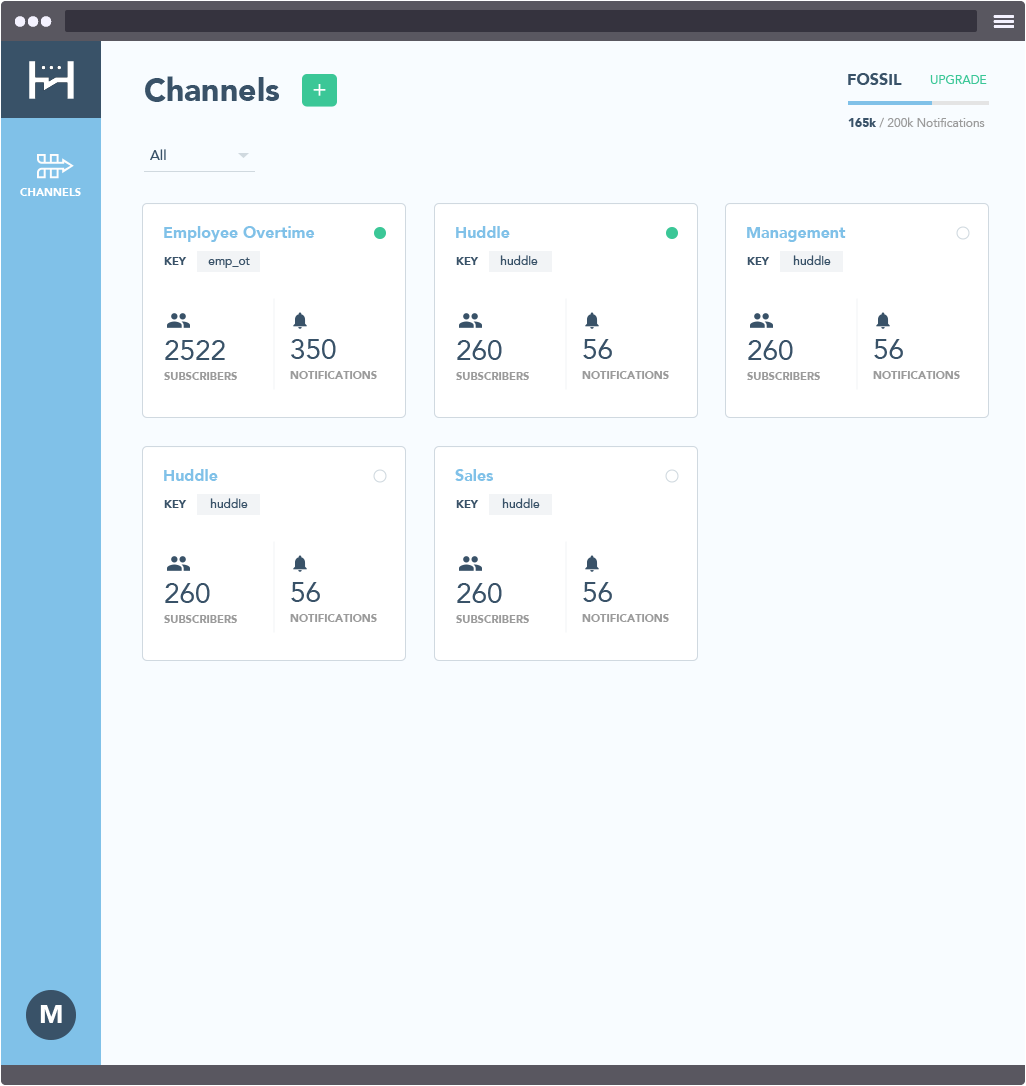 CHANNELS
M
Channels
+
FOSSIL UPGRADE
165k / 200k Notifications
All
Employee Overtime
KEY emp_ot
2522
SUBSCRIBERS
350
NOTIFICATIONS
Huddle
KEY huddle
260
SUBSCRIBERS
56
NOTIFICATIONS
Management
KEY huddle
260
SUBSCRIBERS
56
NOTIFICATIONS
Huddle
KEY huddle
260
SUBSCRIBERS
56
NOTIFICATIONS
Sales
KEY huddle
260
SUBSCRIBERS
56
NOTIFICATIONS